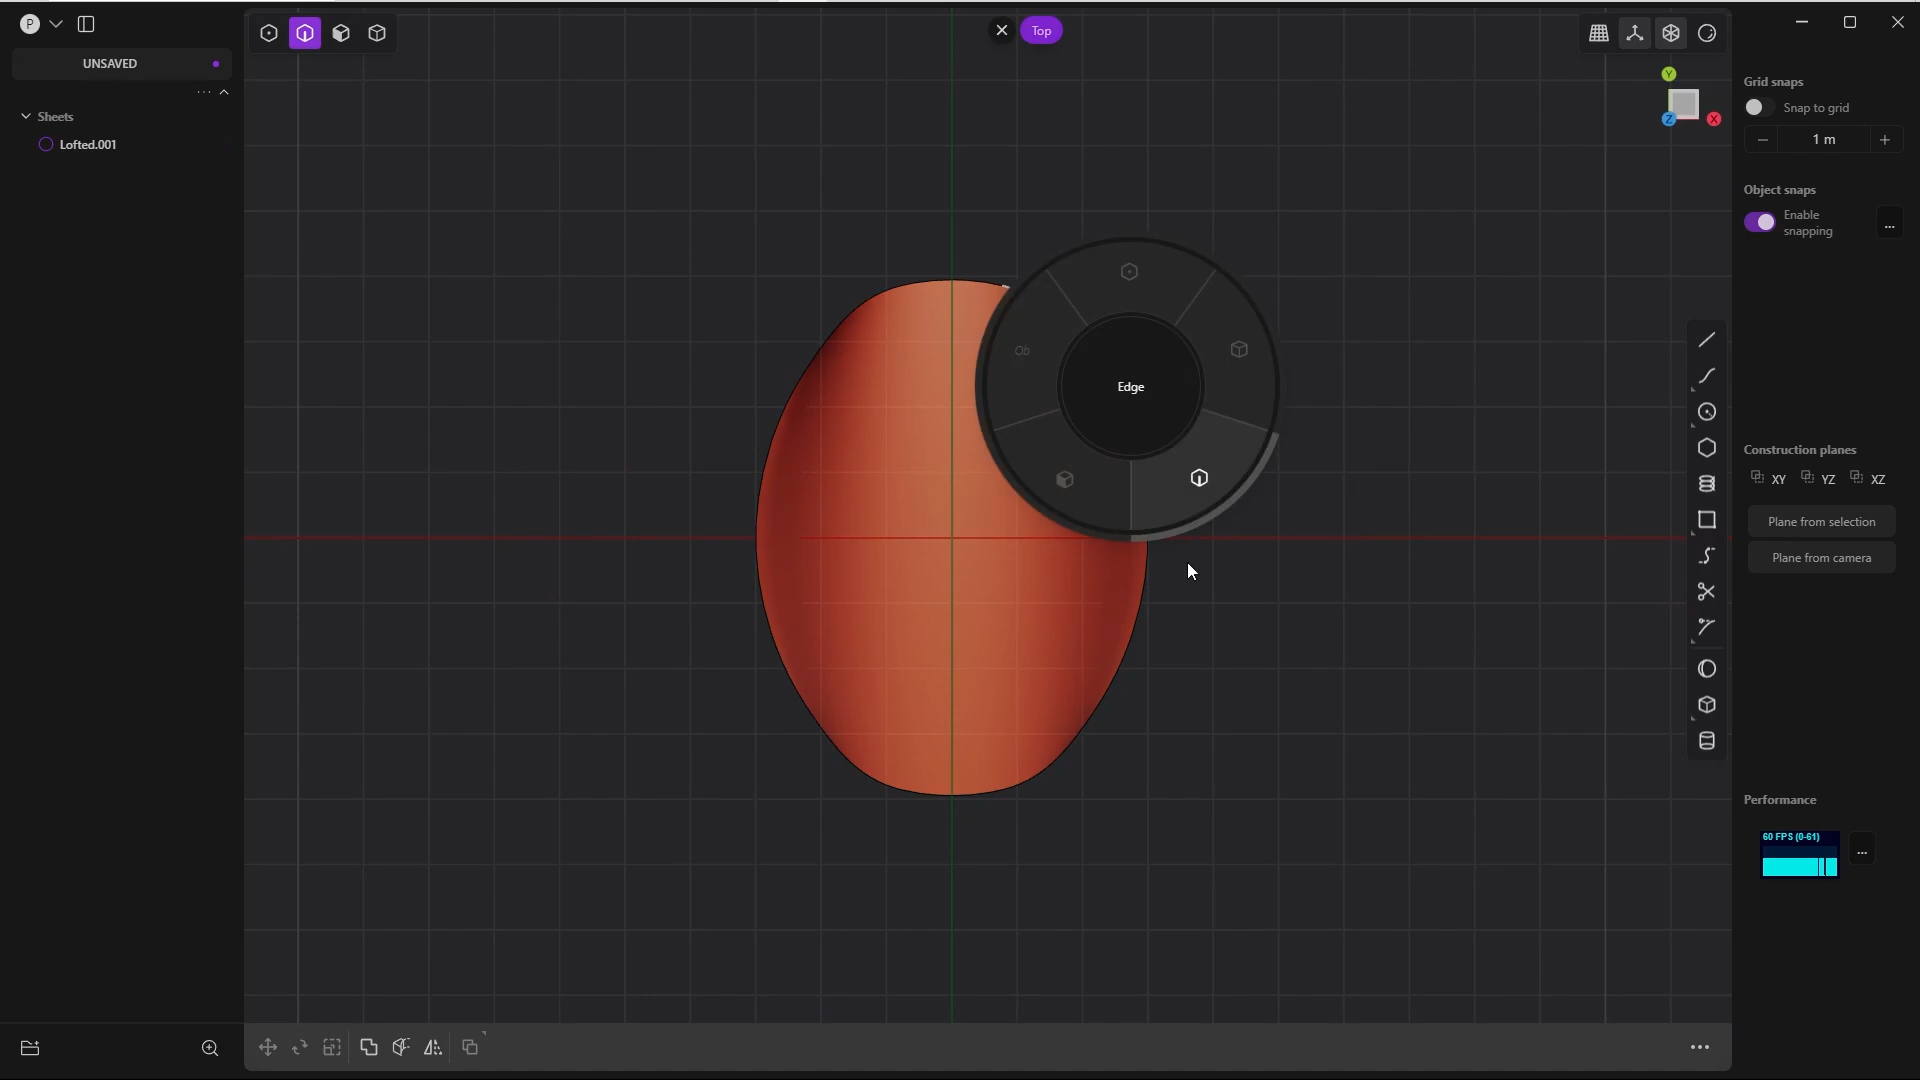 P
UNSAVED
Sheets
Lofted.001
Top
Y
Z
X
Ob
Edge
Grid snaps
Snap to grid
1 m
Object snaps
Enable
snapping
...
Construction planes
XY
YZ
XZ
Plane from selection
Plane from camera
Performance
60 FPS (0-61)
...